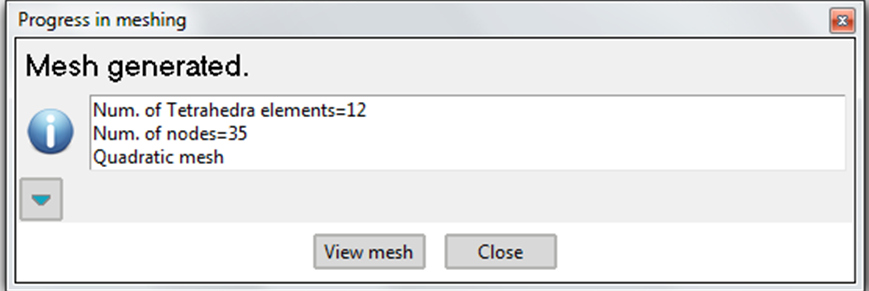 Progress in meshing
Mesh generated.
Num. of Tetrahedra elements=12
Num. of nodes=35
Quadratic mesh
View mesh
Close